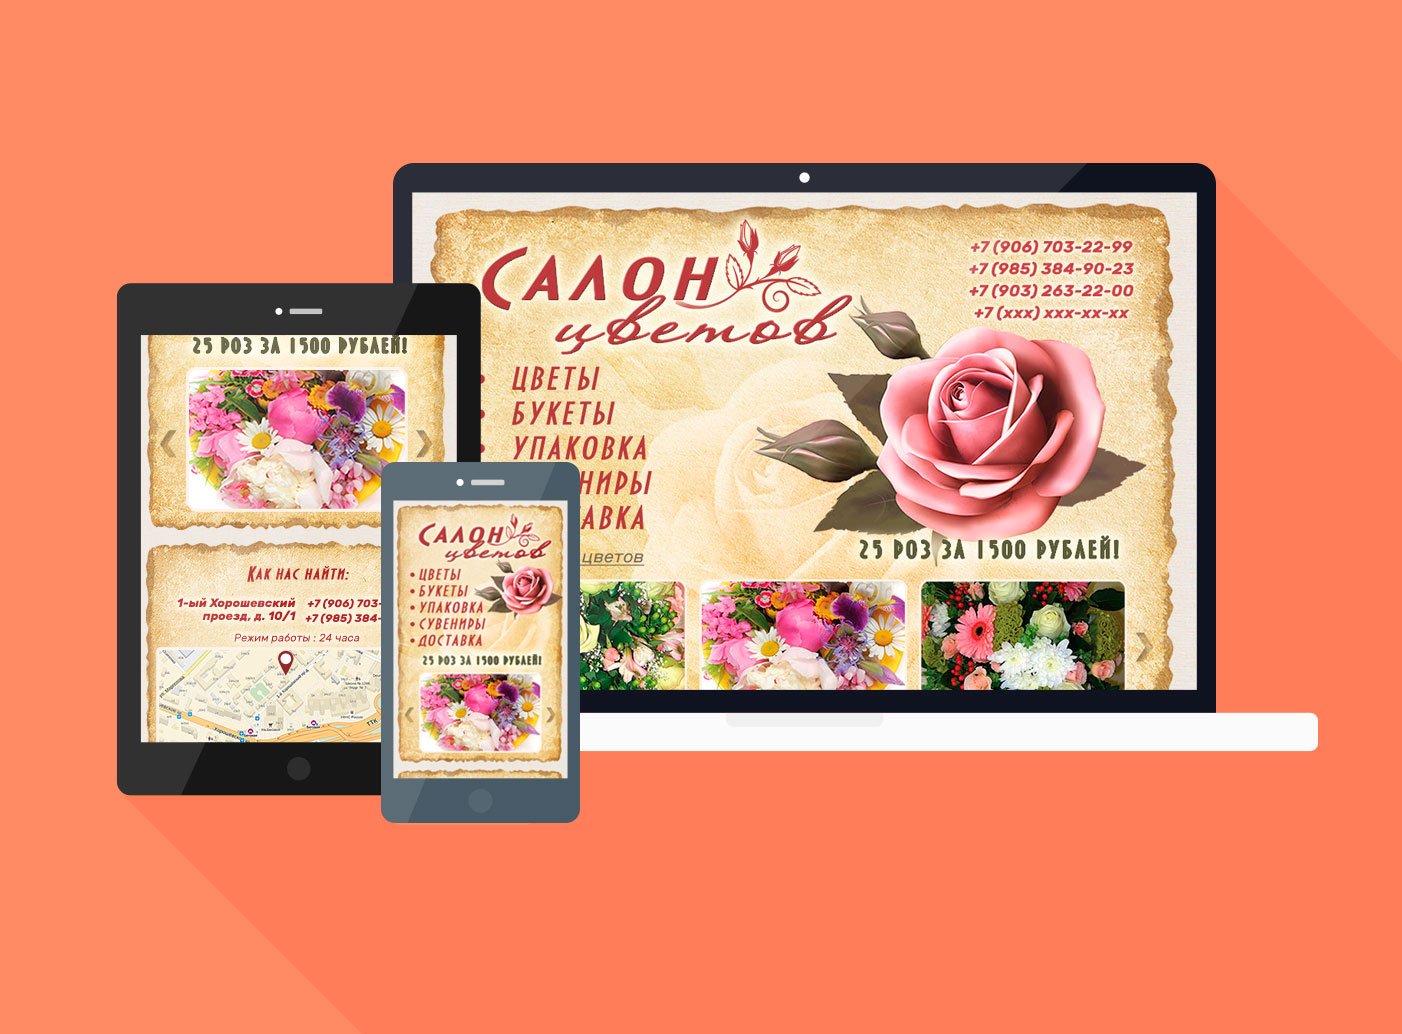 Салон
цветов
+7 (906) 703-22-99
+7 (985) 384-90-23
+7 (903) 263-22-00
+7 (xxx) xxx-xx-xx
ЦВЕТЫ
БУКЕТЫ
УПАКОВКА
НИРЫ
АВКА
цветов
25 РОЗ ЗА 1500 РУБЛЕЙ!
25 РОЗ ЗА 1500 РУБЛЕЙ!
Как нас найти:
1-ый Хорошевский
проезд, д. 10/1
+7 (906) 703-
+7 (985) 384-
Режим работы : 24 часа
ТТК
Салон
цветов
• ЦВЕТЫ
• БУКЕТЫ
• УПАКОВКА
• СУВЕНИРЫ
• ДОСТАВКА
25 РОЗ ЗА 1500 РУБЛЕЙ!